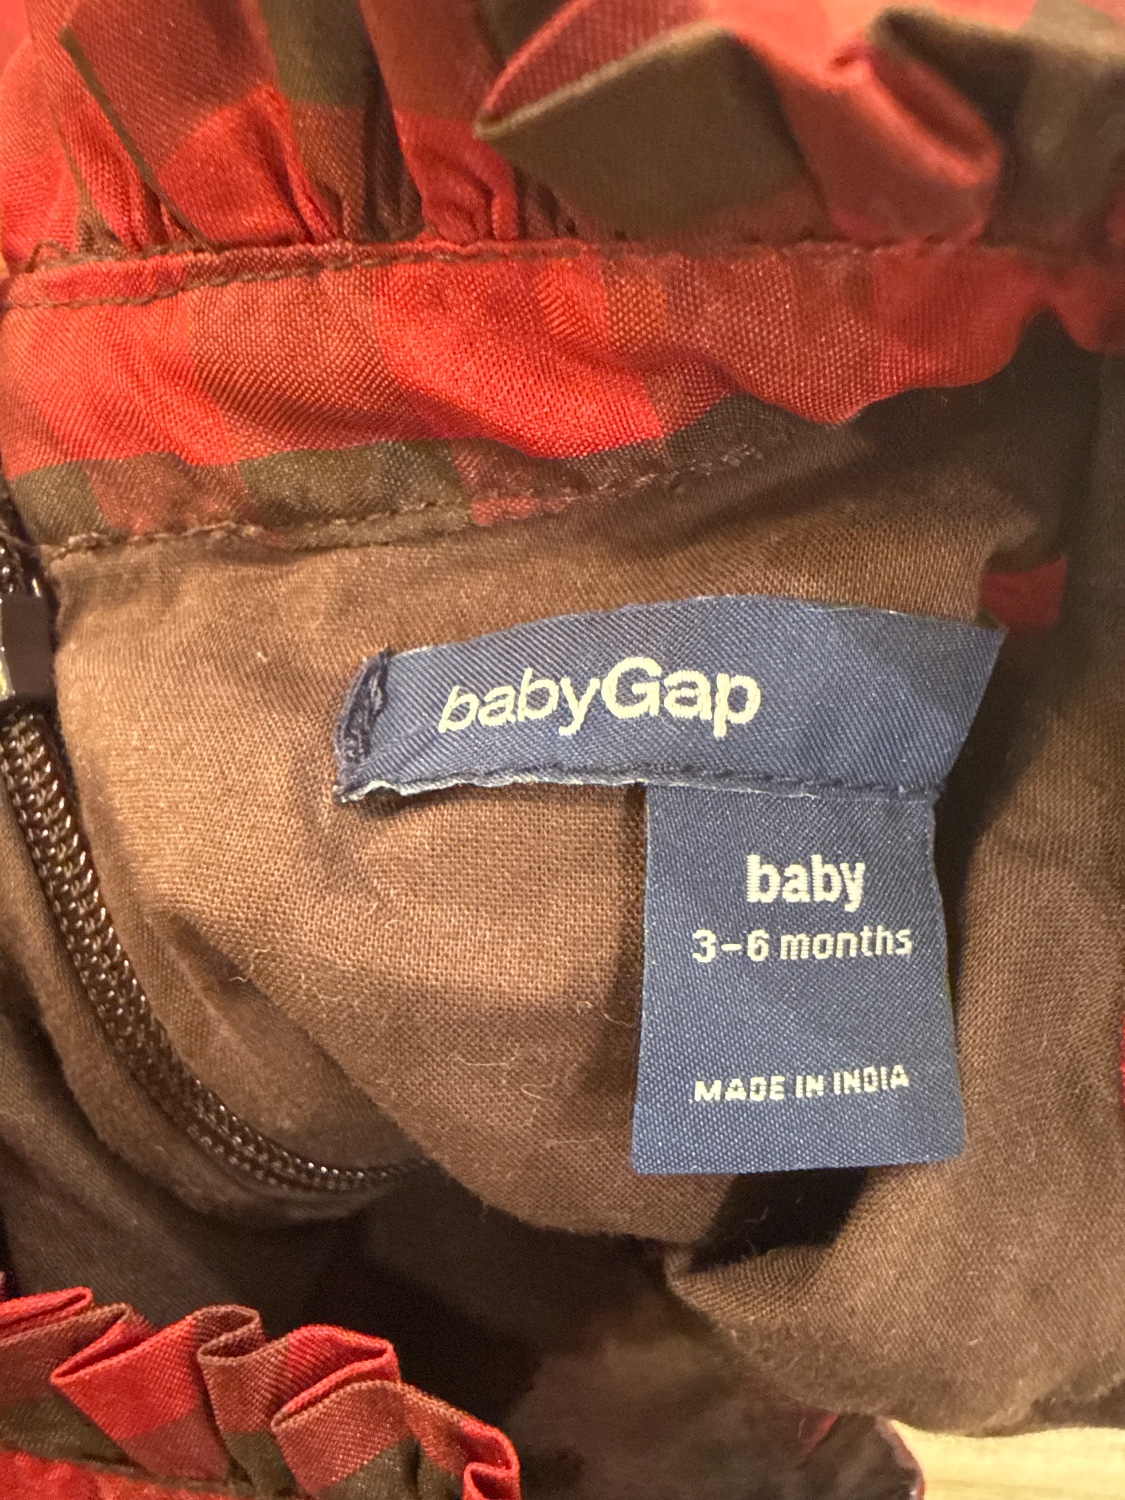 babyGap
baby
3-6 months
MADE IN INDIA